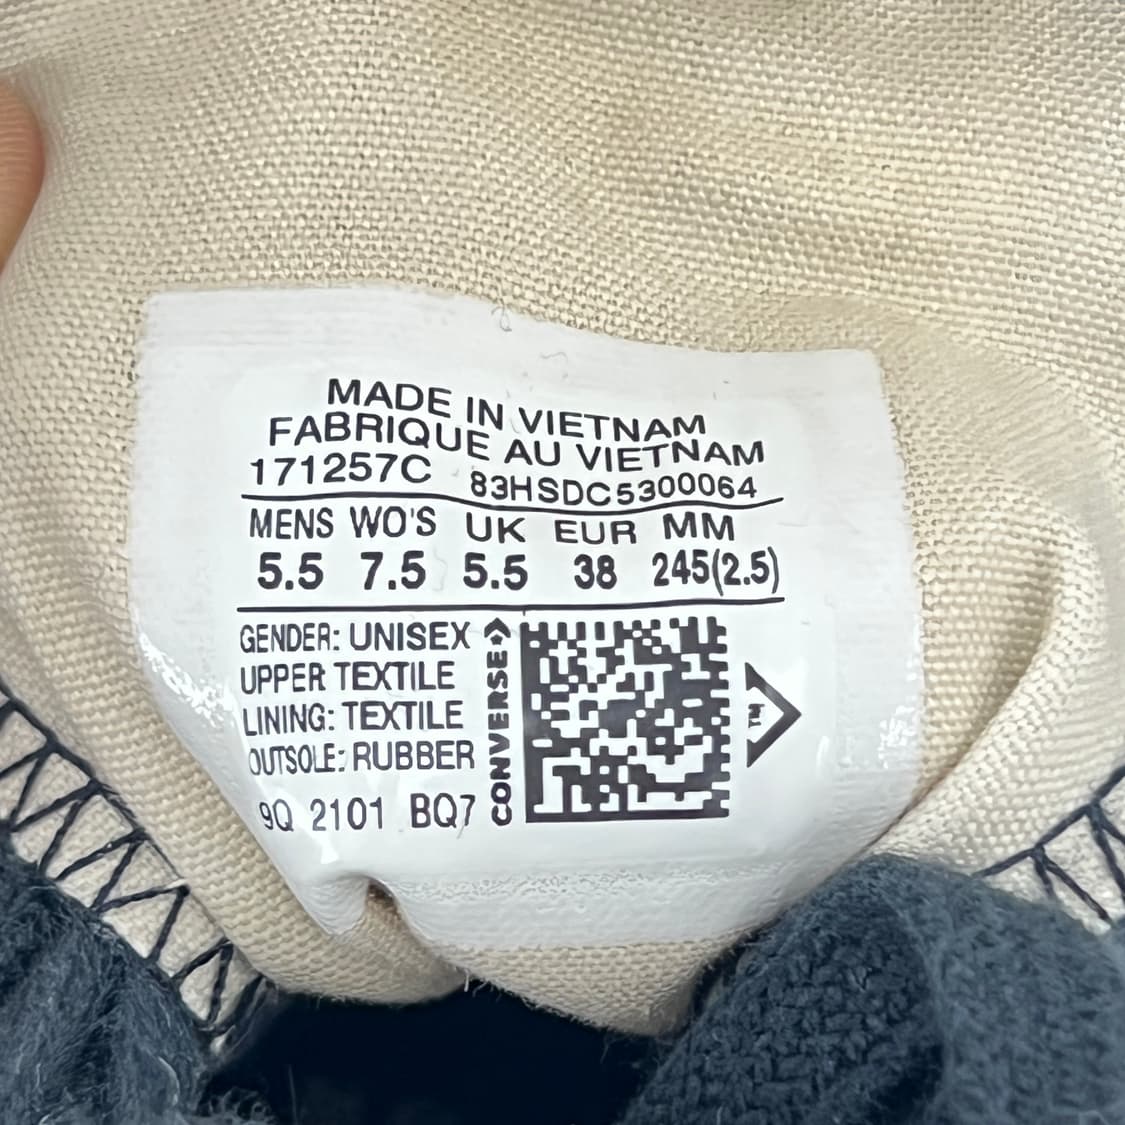 MADE IN VIETNAM
FABRIQUE AU VIETNAM
171257C 83HSDC5300064
MENS WO'S UK EUR MM
5.5 7.5 5.5 38 245(2.5)
GENDER: UNISEX
UPPER TEXTILE
LINING: TEXTILE
OUTSOLE: RUBBER
9Q 2101 BQ7
CONVERSE
TM